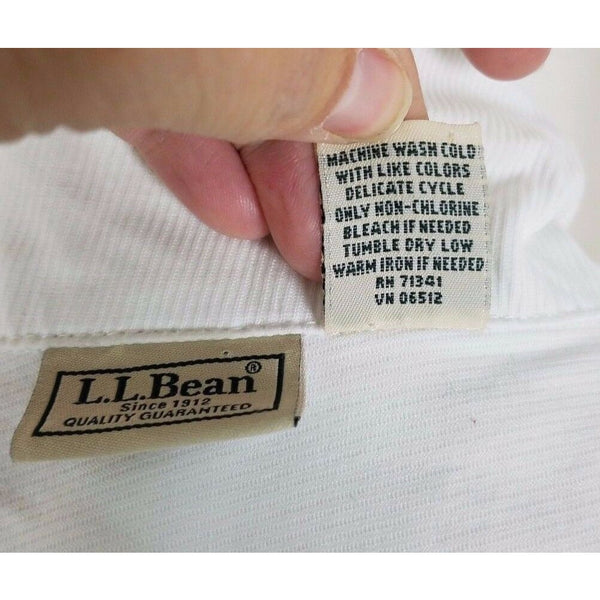 MACHINE WASH COLD
WITH LIKE COLORS
DELICATE CYCLE
ONLY NON-CHLORINE
BLEACH IF NEEDED
TUMBLE DRY LOW
WARM IRON IF NEEDED
RN 71341
VN 06512
L.L.Bean®
Since 1912
QUALITY GUARANTEED